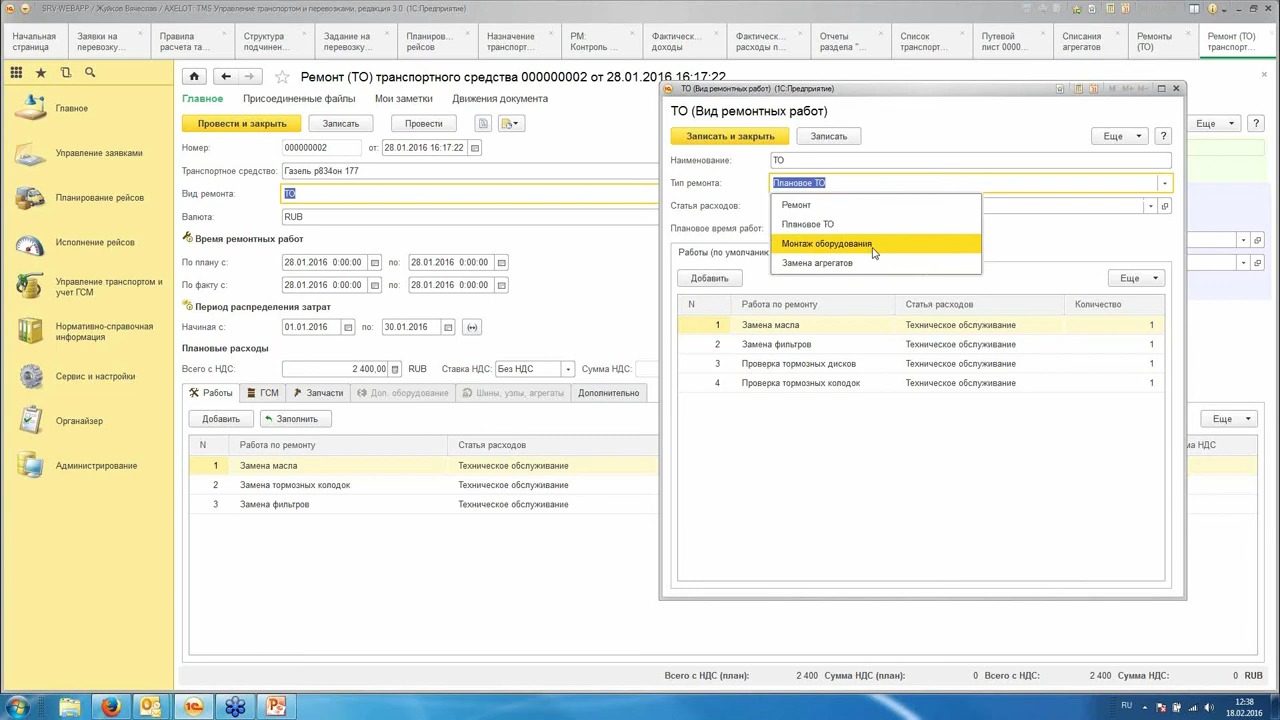 SRV-WEBAPP / Жуйков Вячеслав / AXELOT: TMS Управление транспортом и перевозками, редакция 3.0 (1С:Предприятие)
Начальная страница
Заявки на перевозку...
Правила расчета та...
Структура подчинен...
Задание на перевозку...
Планиров... рейсов
Назначение транспорт...
РМ: Контроль ...
Фактическ... доходы
Фактическ... расходы п...
Отчеты раздела "...
Список транспорт...
Путевой лист 0000...
Списания агрегатов
Ремонты (ТО)
Ремонт (ТО) транспорт...
Главное
Управление заявками
Планирование рейсов
Исполнение рейсов
Управление транспортом и учет ГСМ
Нормативно-справочная информация
Сервис и настройки
Органайзер
Администрирование
Ремонт (ТО) транспортного средства 000000002 от 28.01.2016 16:17:22
Главное Присоединенные файлы Мои заметки Движения документа
Провести и закрыть Записать Провести Еще ?
Номер: 000000002 от: 28.01.2016 16:17:22
Транспортное средство: Газель р834он 177
Вид ремонта: ТО
Валюта: RUB
Время ремонтных работ
По плану с: 28.01.2016 0:00:00 по: 28.01.2016 0:00:00
По факту с: 28.01.2016 0:00:00 по: 28.01.2016 0:00:00
Период распределения затрат
Начиная с: 01.01.2016 по: 30.01.2016
Плановые расходы
Всего с НДС: 2 400,00 RUB Ставка НДС: Без НДС Сумма НДС:
Работы ГСМ Запчасти Доп. оборудование Шины, узлы, агрегаты Дополнительно
Добавить Заполнить Еще
N Работа по ремонту Статья расходов ма НДС
1 Замена масла Техническое обслуживание
2 Замена тормозных колодок Техническое обслуживание
3 Замена фильтров Техническое обслуживание
Всего с НДС (план): 2 400 Сумма НДС (план): 0 Всего с НДС: 2 400 Сумма НДС: 0 RUB
ТО (Вид ремонтных работ) (1С:Предприятие)
M M+ M-
ТО (Вид ремонтных работ)
Записать и закрыть Записать Еще ?
Наименование: ТО
Тип ремонта: Плановое ТО
Статья расходов:
Плановое время работ:
Ремонт
Плановое ТО
Монтаж оборудования
Замена агрегатов
Работы (по умолчанию
Добавить Еще
N Работа по ремонту Статья расходов Количество
1 Замена масла Техническое обслуживание 1
2 Замена фильтров Техническое обслуживание 1
3 Проверка тормозных дисков Техническое обслуживание 1
4 Проверка тормозных колодок Техническое обслуживание 1
RU 12:38
18.02.2016